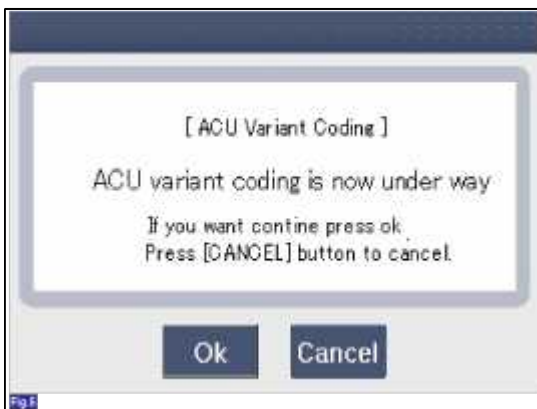 [ ACU Variant Coding ]
ACU variant coding is now under way
If you want contine press ok.
Press [CANCEL] button to cancel.
Ok
Cancel